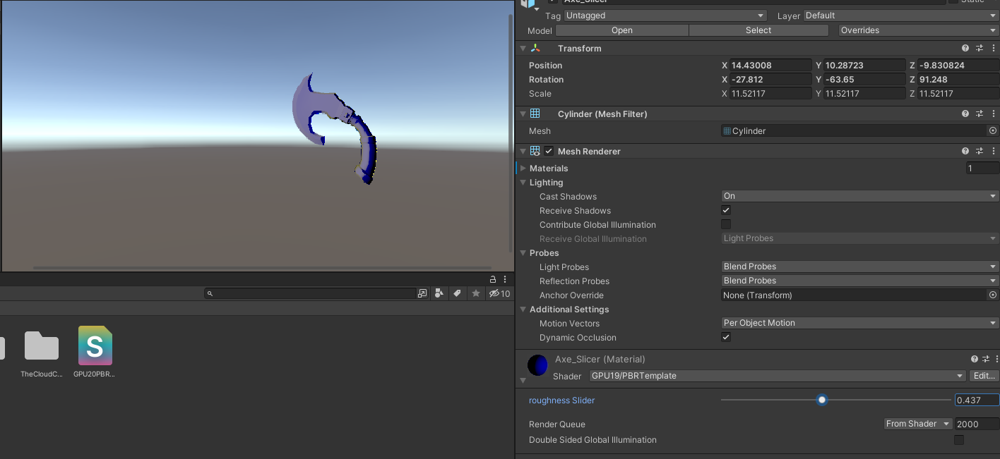 Axe_Slicer Static
Tag Untagged Layer Default
Model Open Select Overrides
Transform
Position X 14.43008 Y 10.28723 Z -9.830824
Rotation X -27.812 Y -63.65 Z 91.248
Scale X 11.52117 Y 11.52117 Z 11.52117
Cylinder (Mesh Filter)
Mesh Cylinder
Mesh Renderer
Materials 1
Lighting
Cast Shadows On
Receive Shadows
Contribute Global Illumination
Receive Global Illumination Light Probes
Probes
Light Probes Blend Probes
Reflection Probes Blend Probes
Anchor Override None (Transform)
Additional Settings
Motion Vectors Per Object Motion
Dynamic Occlusion
Axe_Slicer (Material)
Shader GPU19/PBRTemplate Edit...
roughness Slider 0.437
Render Queue From Shader 2000
Double Sided Global Illumination
10
S
TheCloudC... GPU20PBR...